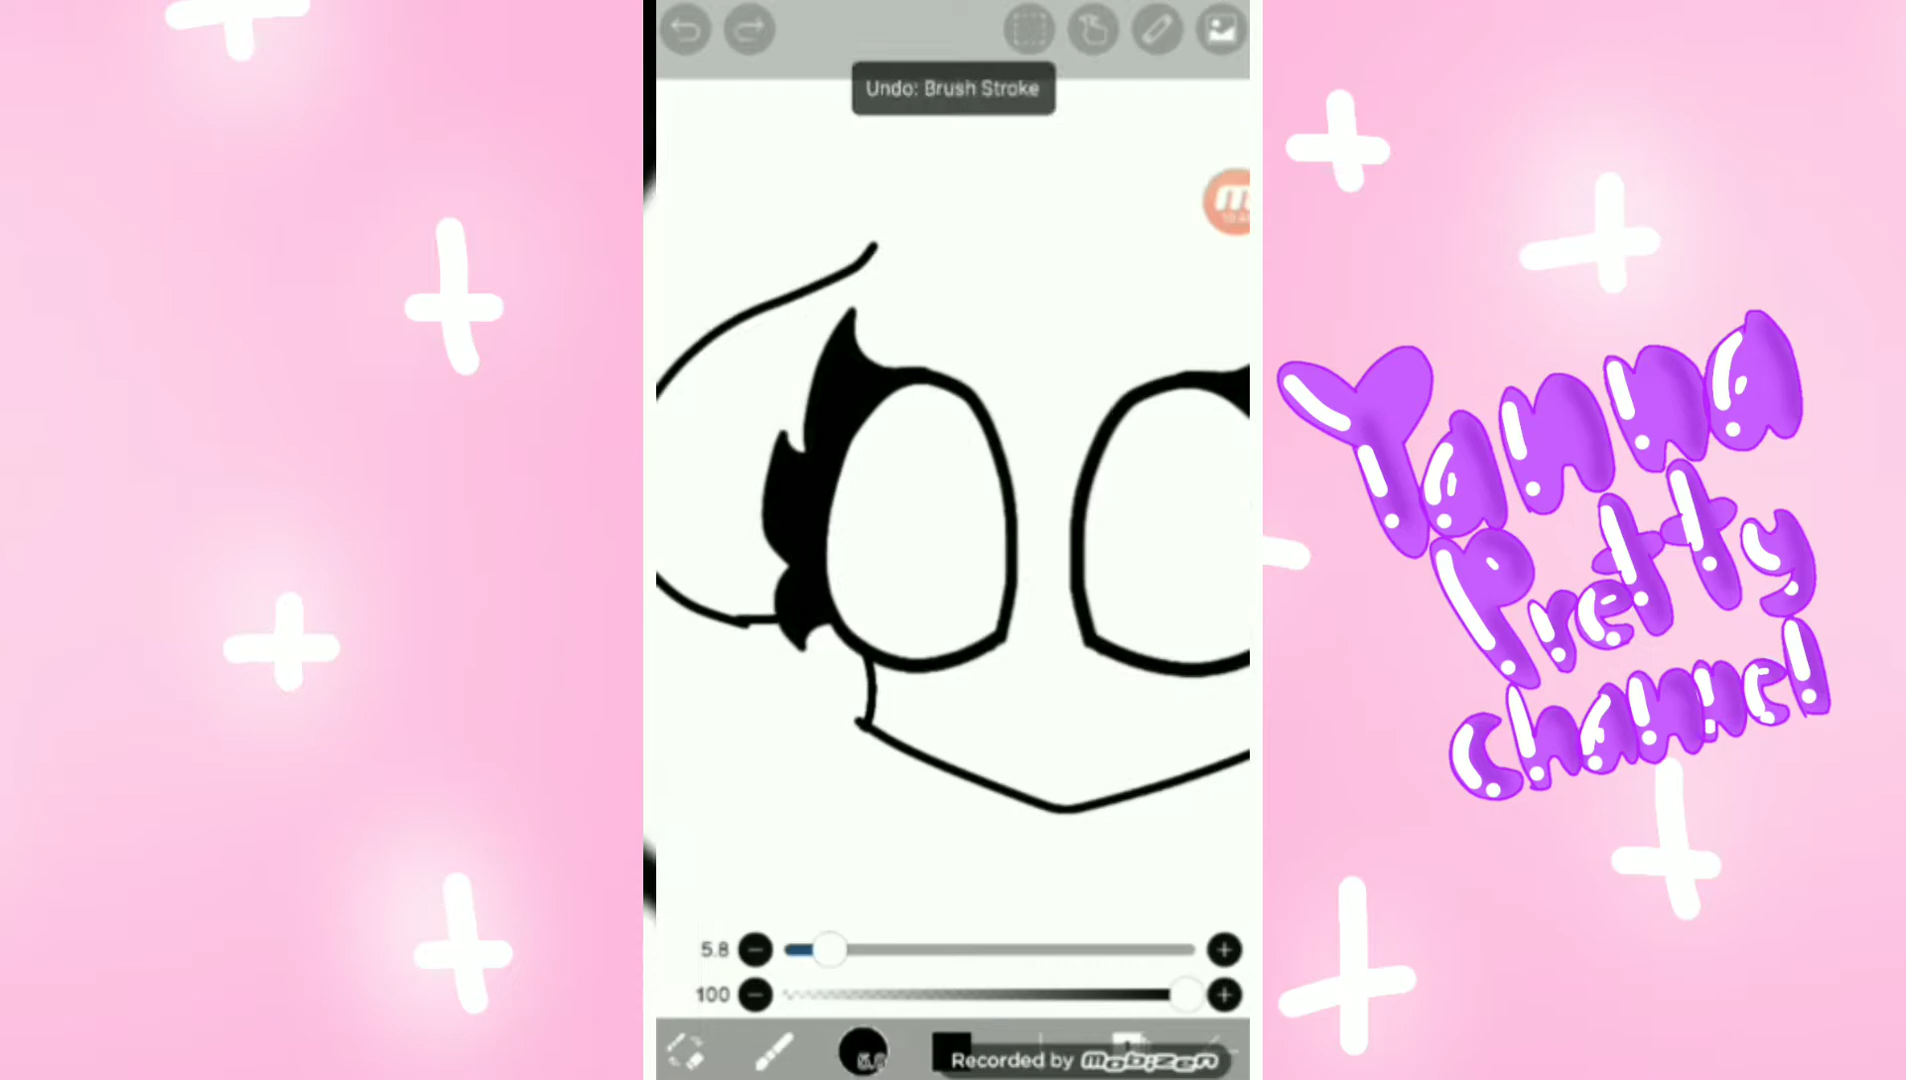 Undo: Brush Stroke
Yanna
Pretty
channel
5.8
100
Recorded by mobizen